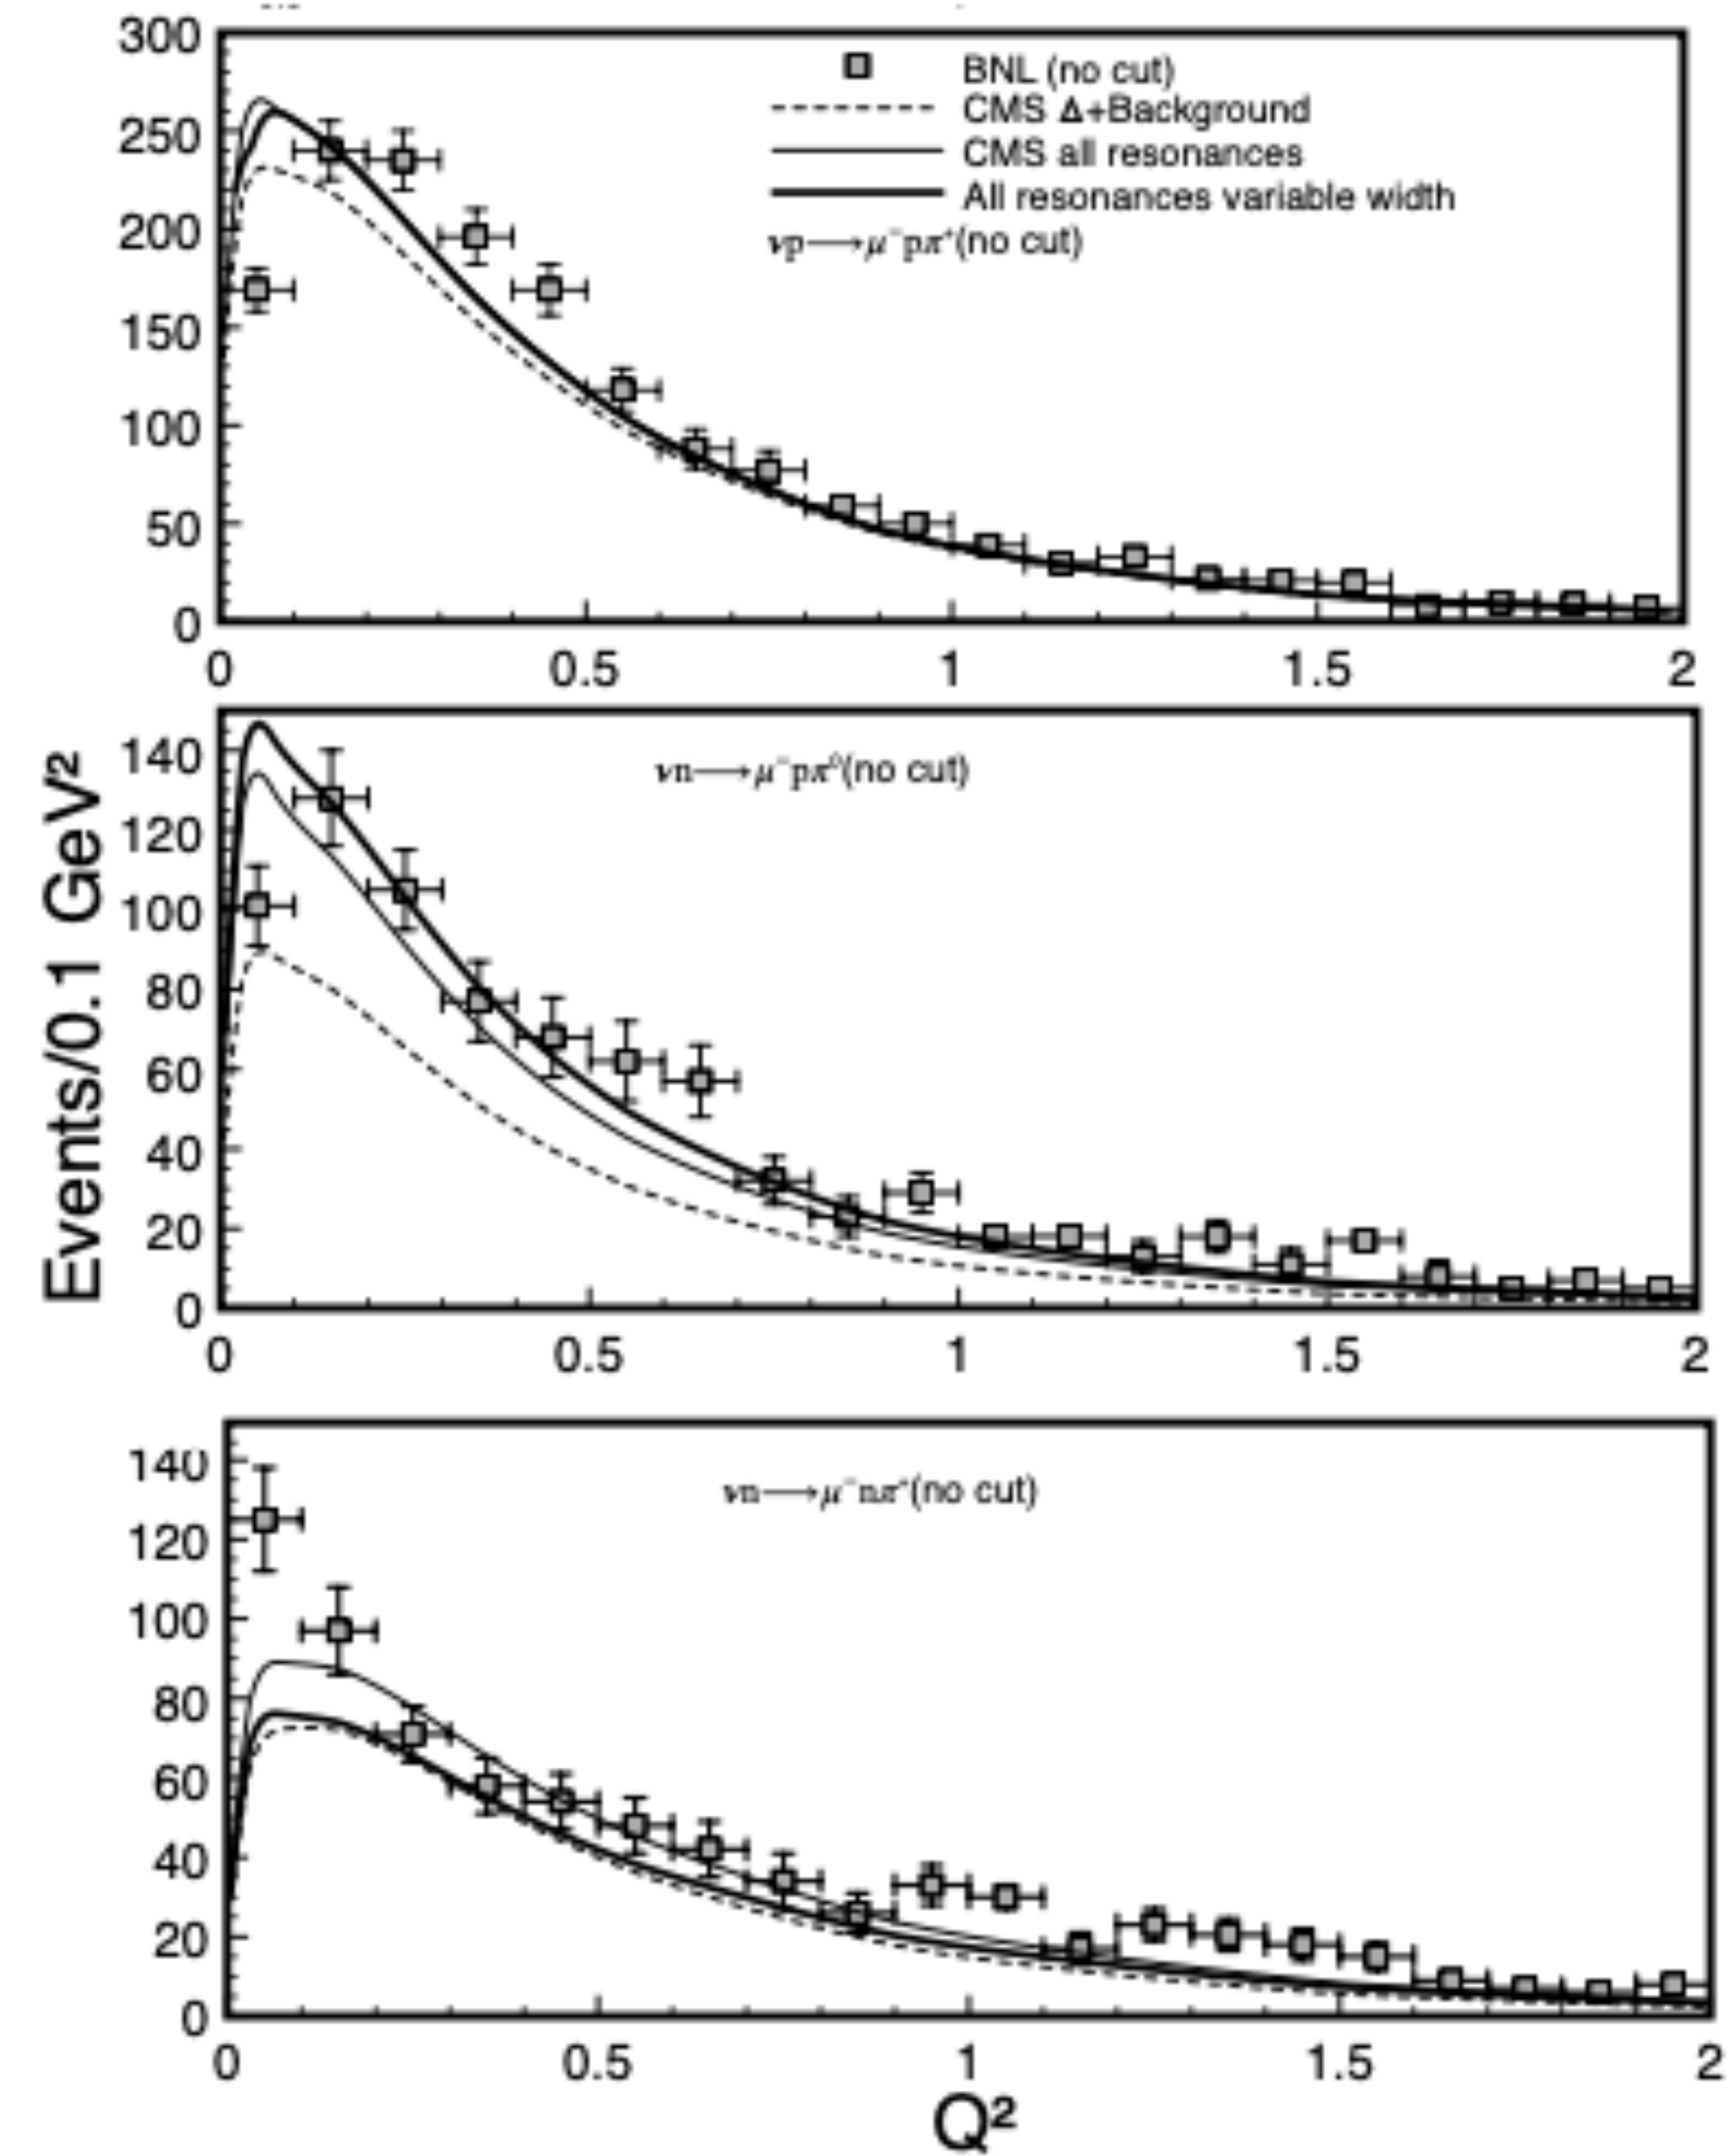 300
250
200
150
100
50
0
BNL (no cut)
CMS Δ+Background
CMS all resonances
All resonances variable width
νp⟶μ⁻pπ⁺(no cut)
0 0.5 1 1.5 2
Events/0.1 GeV²
140
120
100
80
60
40
20
0
νn⟶μ⁻pπ⁰(no cut)
0 0.5 1 1.5 2
140
120
100
80
60
40
20
0
νn⟶μ⁻nπ⁺(no cut)
0 0.5 1 1.5 2
Q²